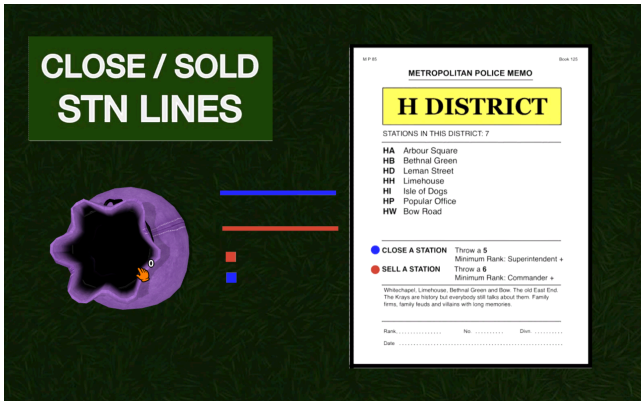 CLOSE / SOLD
STN LINES
0
M P 85
Book 125
METROPOLITAN POLICE MEMO
H DISTRICT
STATIONS IN THIS DISTRICT: 7
HA Arbour Square
HB Bethnal Green
HD Leman Street
HH Limehouse
HI Isle of Dogs
HP Popular Office
HW Bow Road
CLOSE A STATION Throw a 5
Minimum Rank: Superintendent +
SELL A STATION Throw a 6
Minimum Rank: Commander +
Whitechapel, Limehouse, Bethnal Green and Bow. The old East End.
The Krays are history but everybody still talks about them. Family
firms, family feuds and villains with long memories.
Rank, .............. No .......... Divn ..........
Date ..........................................................